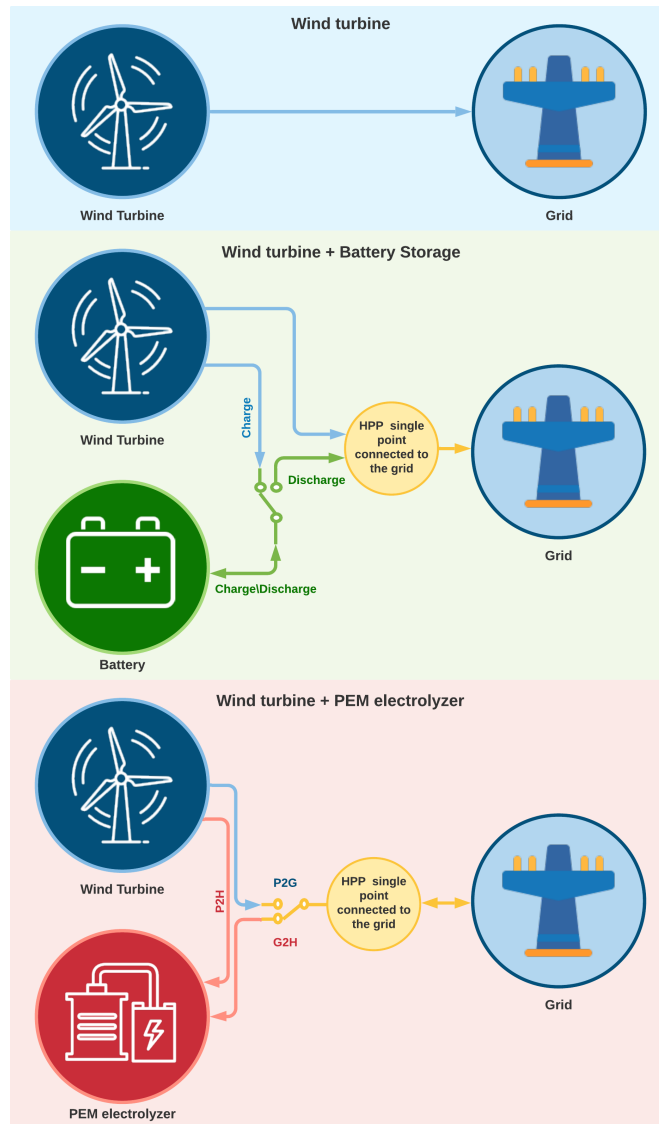 Wind turbine
Wind Turbine
Grid
Wind turbine + Battery Storage
Wind Turbine
Charge
HPP single
point
connected to
the grid
Discharge
Grid
Charge\Discharge
Battery
Wind turbine + PEM electrolyzer
Wind Turbine
P2H
P2G
G2H
HPP single
point
connected to
the grid
Grid
PEM electrolyzer